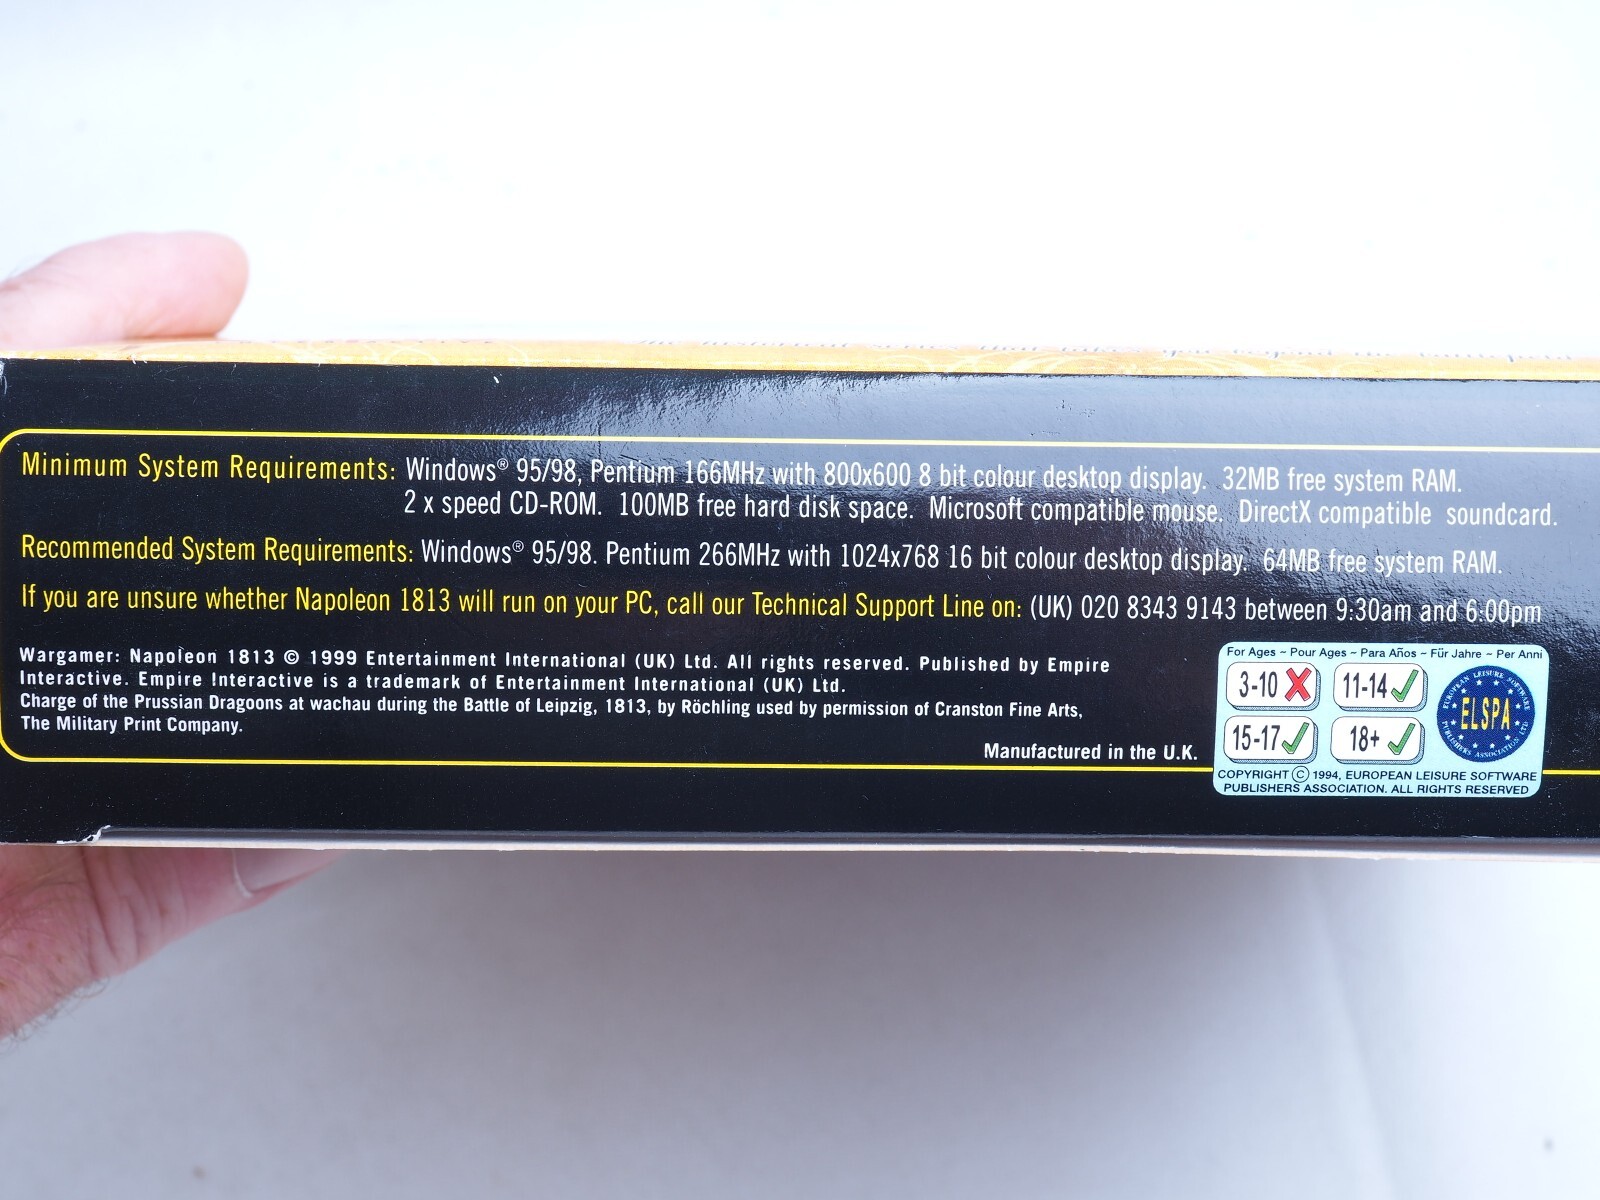 Minimum System Requirements: Windows® 95/98, Pentium 166MHz with 800x600 8 bit colour desktop display. 32MB free system RAM.
2 x speed CD-ROM. 100MB free hard disk space. Microsoft compatible mouse. DirectX compatible soundcard.
Recommended System Requirements: Windows® 95/98. Pentium 266MHz with 1024x768 16 bit colour desktop display. 64MB free system RAM.
If you are unsure whether Napoleon 1813 will run on your PC, call our Technical Support Line on: (UK) 020 8343 9143 between 9:30am and 6:00pm
Wargamer: Napoleon 1813 © 1999 Entertainment International (UK) Ltd. All rights reserved. Published by Empire
Interactive. Empire Interactive is a trademark of Entertainment International (UK) Ltd.
Charge of the Prussian Dragoons at wachau during the Battle of Leipzig, 1813, by Röchling used by permission of Cranston Fine Arts,
The Military Print Company.
Manufactured in the U.K.
For Ages ~ Pour Ages ~ Para Años ~ Für Jahre ~ Per Anni
3-10 11-14
15-17 18+
EUROPEAN LEISURE SOFTWARE
ELSPA
PUBLISHERS ASSOCIATION LTD
COPYRIGHT © 1994, EUROPEAN LEISURE SOFTWARE
PUBLISHERS ASSOCIATION. ALL RIGHTS RESERVED